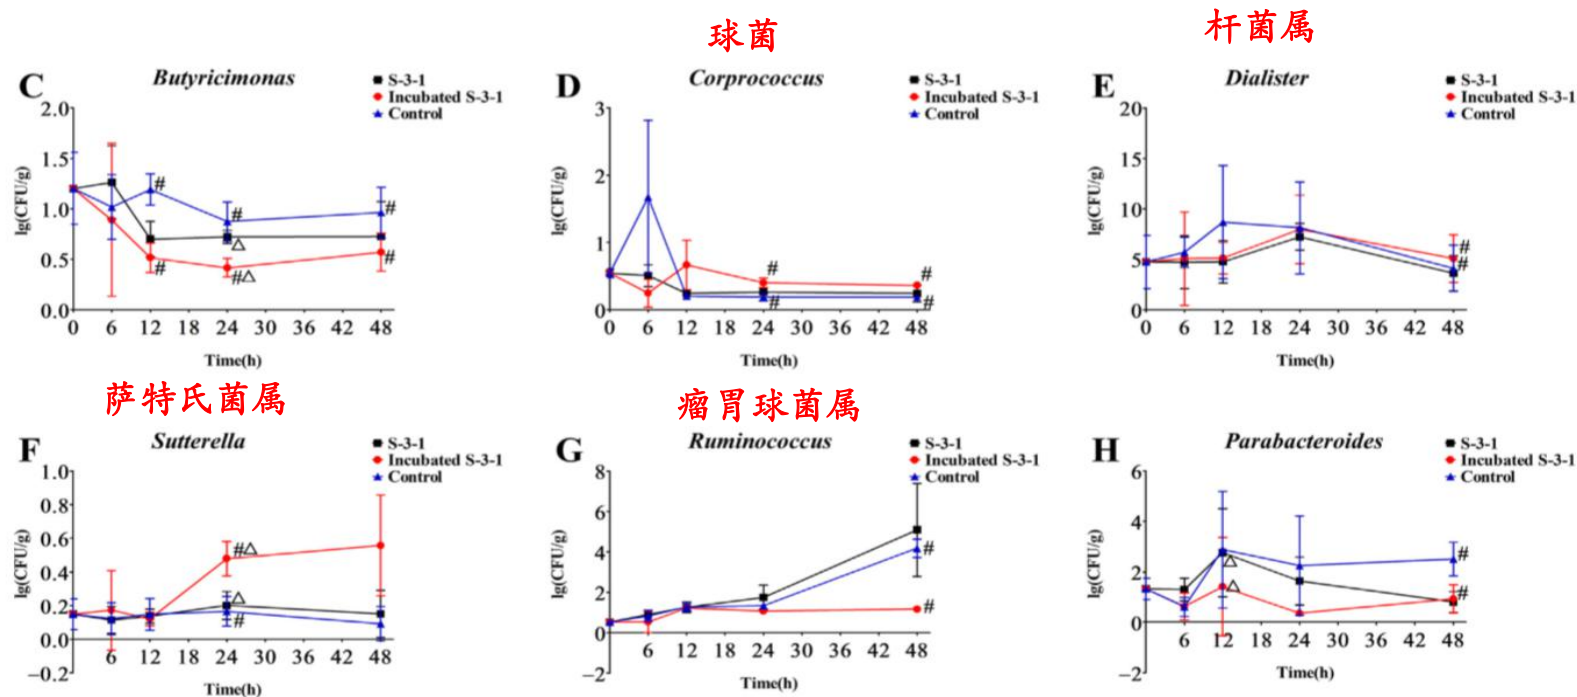 球菌
杆菌属
C
Butyricimonas
S-3-1
Incubated S-3-1
Control
2.0
1.5
1.0
0.5
0.0
lg(CFU/g)
#
#
#
△
#
#△
#
0 6 12 18 24 30 36 42 48
Time(h)
D
Corprococcus
S-3-1
Incubated S-3-1
Control
3
2
1
0
lg(CFU/g)
#
#
#
#
0 6 12 18 24 30 36 42 48
Time(h)
E
Dialister
S-3-1
Incubated S-3-1
Control
20
15
10
5
0
lg(CFU/g)
#
#
0 6 12 18 24 30 36 42 48
Time(h)
萨特氏菌属
瘤胃球菌属
F
Sutterella
S-3-1
Incubated S-3-1
Control
1.0
0.8
0.6
0.4
0.2
0.0
−0.2
lg(CFU/g)
#△
△
#
6 12 18 24 30 36 42 48
Time(h)
G
Ruminococcus
S-3-1
Incubated S-3-1
Control
8
6
4
2
0
−2
lg(CFU/g)
#
#
6 12 18 24 30 36 42 48
Time(h)
H
Parabacteroides
S-3-1
Incubated S-3-1
Control
6
4
2
0
−2
lg(CFU/g)
△
△
#
#
6 12 18 24 30 36 42 48
Time(h)